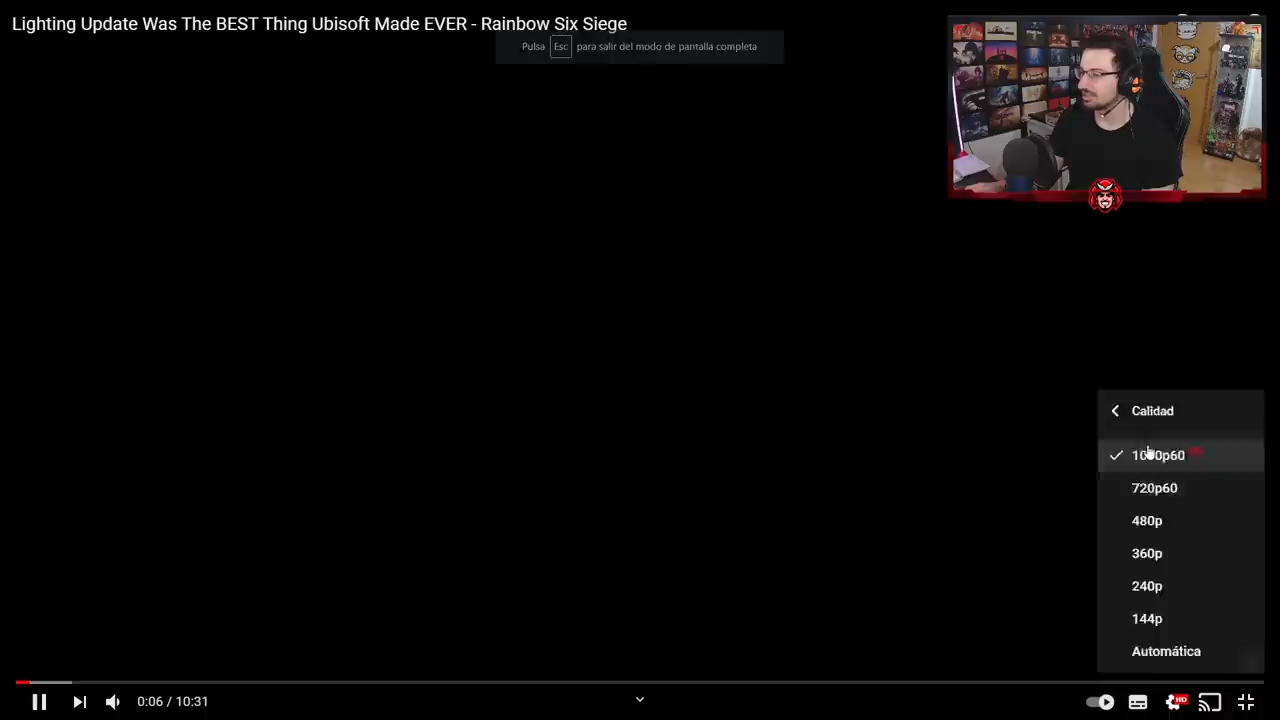 Lighting Update Was The BEST Thing Ubisoft Made EVER - Rainbow Six Siege
Pulsa Esc para salir del modo de pantalla completa
Calidad
1080p60
720p60
480p
360p
240p
144p
Automática
0:06 / 10:31
HD